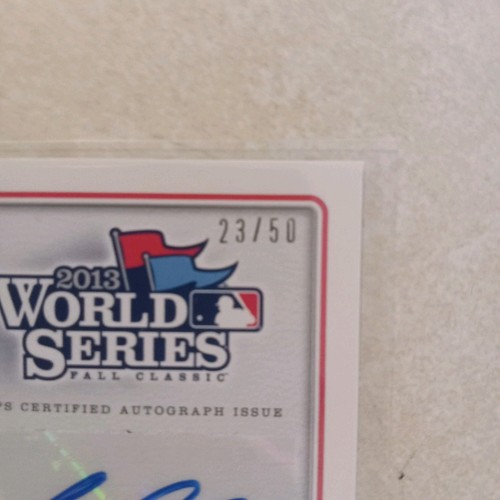 23/50
2013
WORLD
SERIES
FALL CLASSIC
CERTIFIED AUTOGRAPH ISSUE